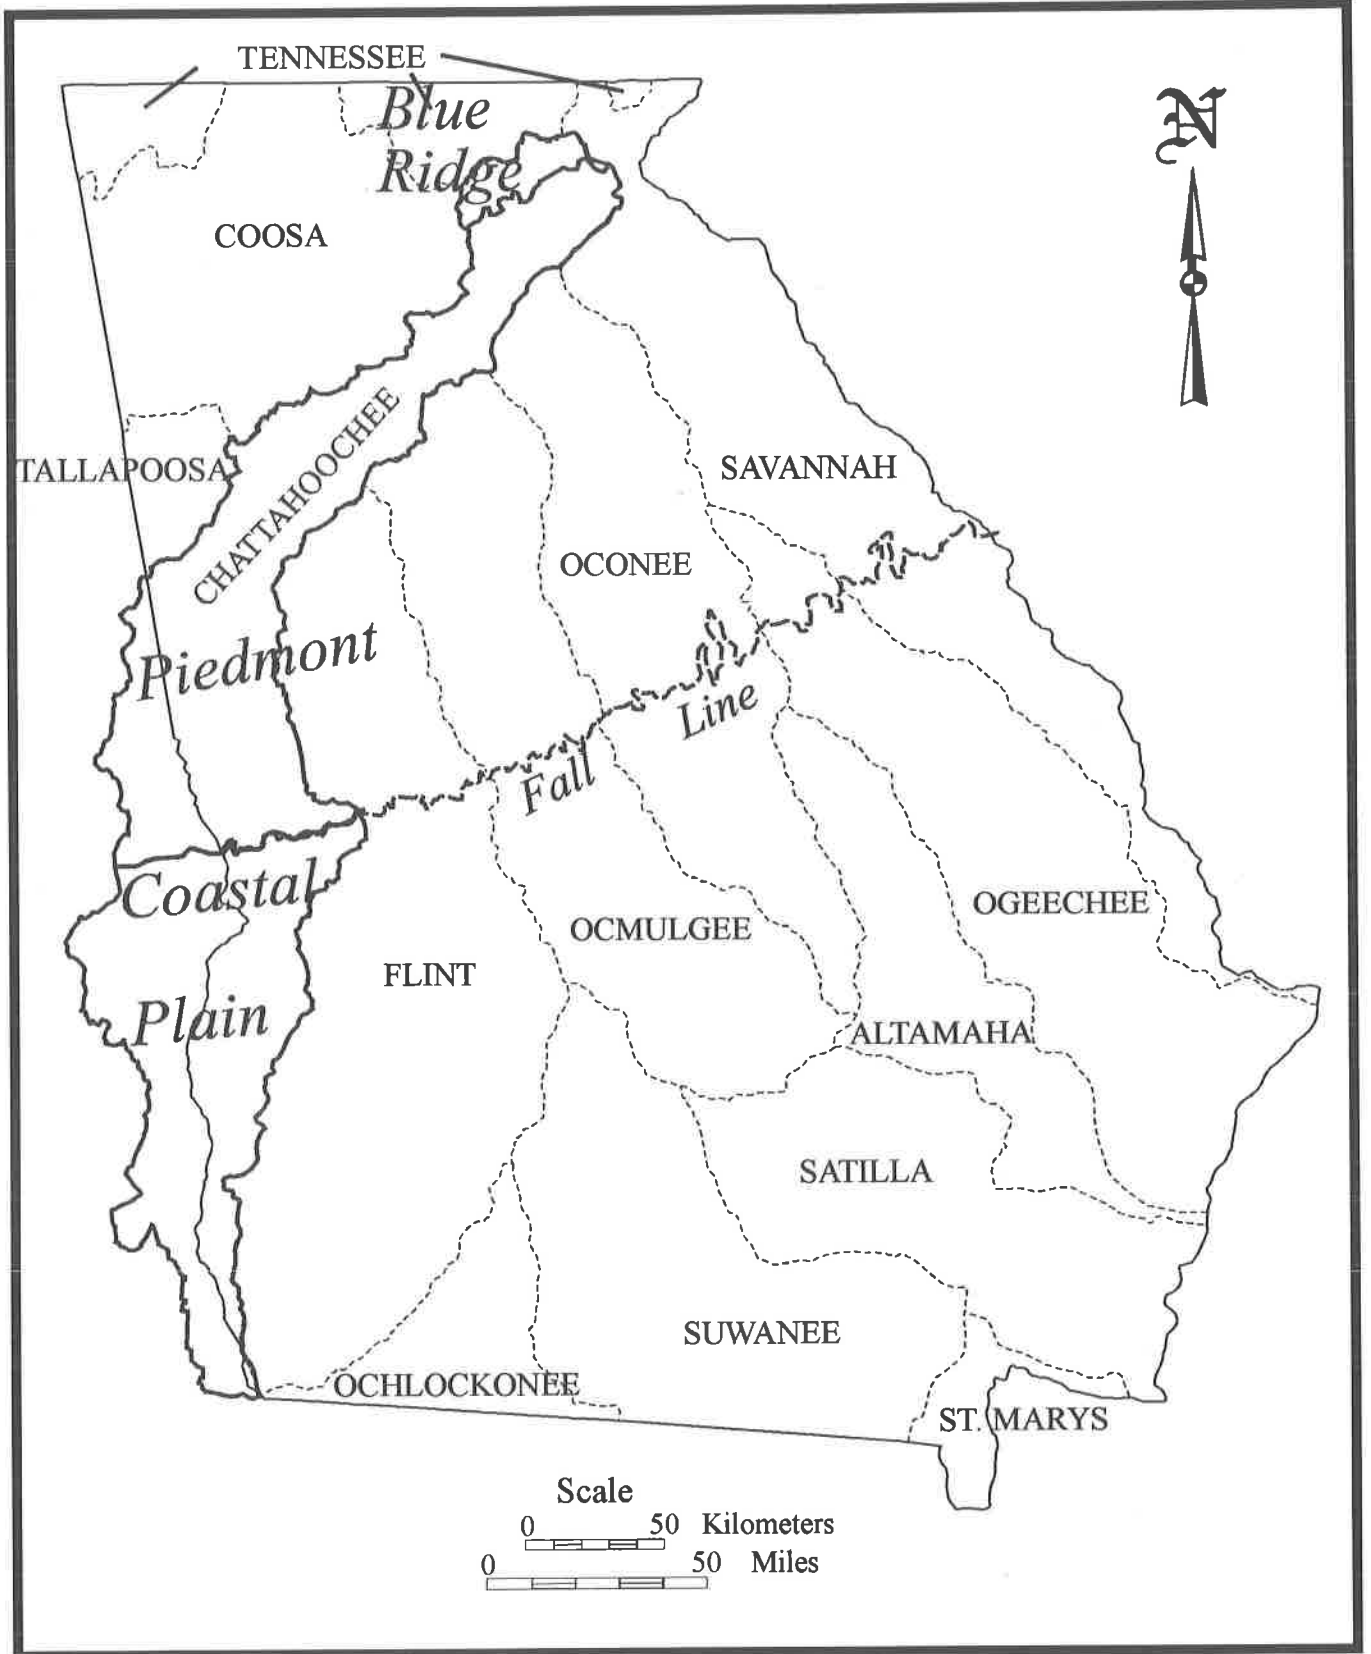 TENNESSEE
N
Blue
Ridge
COOSA
TALLAPOOSA
CHATTAHOOCHEE
SAVANNAH
OCONEE
Piedmont
Line
Fall
Coastal
OGEECHEE
OCMULGEE
FLINT
Plain
ALTAMAHA
SATILLA
SUWANEE
OCHLOCKONEE
ST. MARYS
Scale
0 50 Kilometers
0 50 Miles